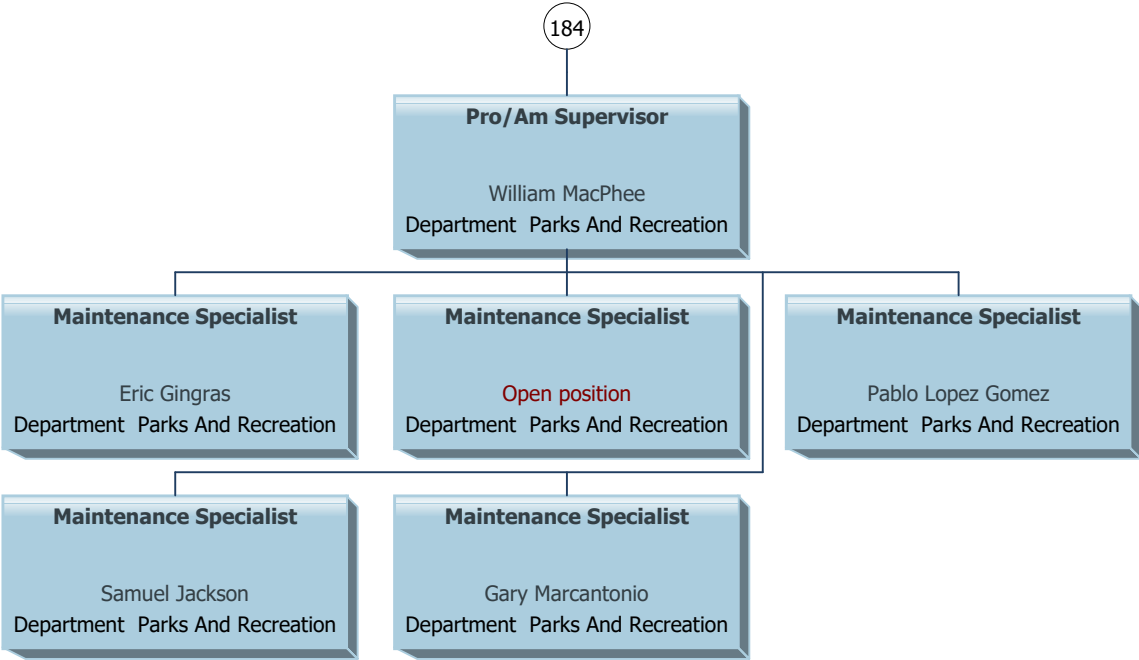 184
Pro/Am Supervisor
William MacPhee
Department  Parks And Recreation
Maintenance Specialist
Eric Gingras
Department  Parks And Recreation
Maintenance Specialist
Open position
Department  Parks And Recreation
Maintenance Specialist
Pablo Lopez Gomez
Department  Parks And Recreation
Maintenance Specialist
Samuel Jackson
Department  Parks And Recreation
Maintenance Specialist
Gary Marcantonio
Department  Parks And Recreation